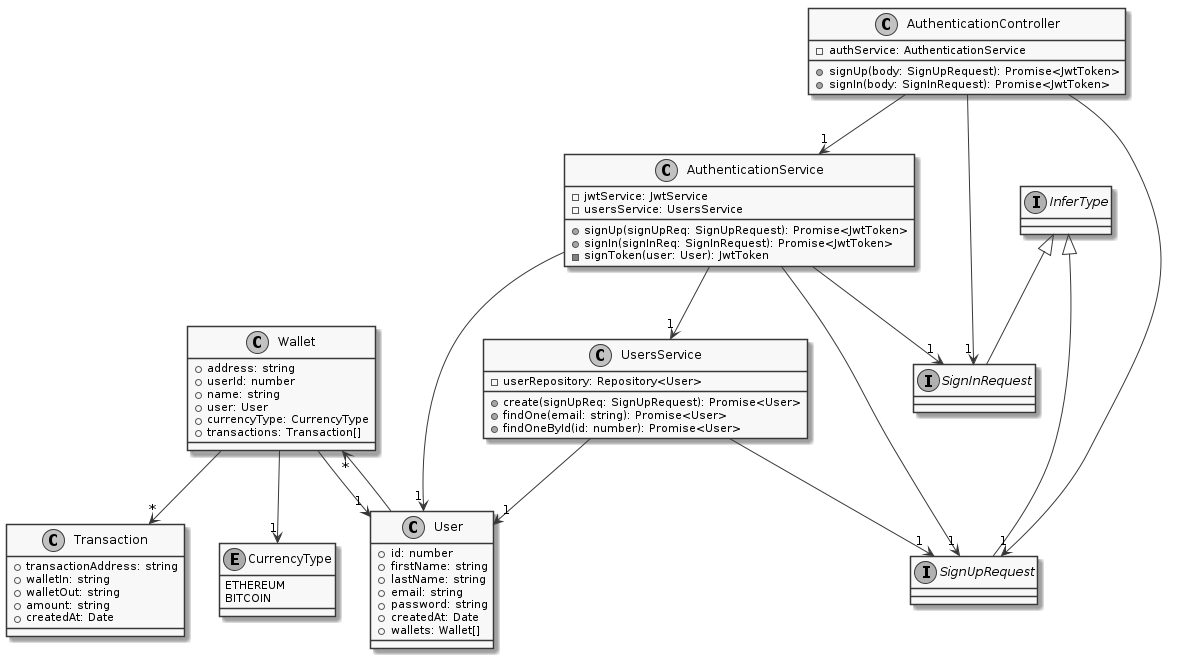 C AuthenticationController
authService: AuthenticationService
signUp(body: SignUpRequest): Promise<JwtToken>
signIn(body: SignInRequest): Promise<JwtToken>
1
C AuthenticationService
jwtService: JwtService
usersService: UsersService
signUp(signUpReq: SignUpRequest): Promise<JwtToken>
signIn(signInReq: SignInRequest): Promise<JwtToken>
signToken(user: User): JwtToken
I InferType
1
1
1
C Wallet
address: string
userId: number
name: string
user: User
currencyType: CurrencyType
transactions: Transaction[]
C UsersService
userRepository: Repository<User>
create(signUpReq: SignUpRequest): Promise<User>
findOne(email: string): Promise<User>
findOneById(id: number): Promise<User>
I SignInRequest
*
*
1
1
1
1
1
1
1
C Transaction
transactionAddress: string
walletIn: string
walletOut: string
amount: string
createdAt: Date
E CurrencyType
ETHEREUM
BITCOIN
C User
id: number
firstName: string
lastName: string
email: string
password: string
createdAt: Date
wallets: Wallet[]
I SignUpRequest